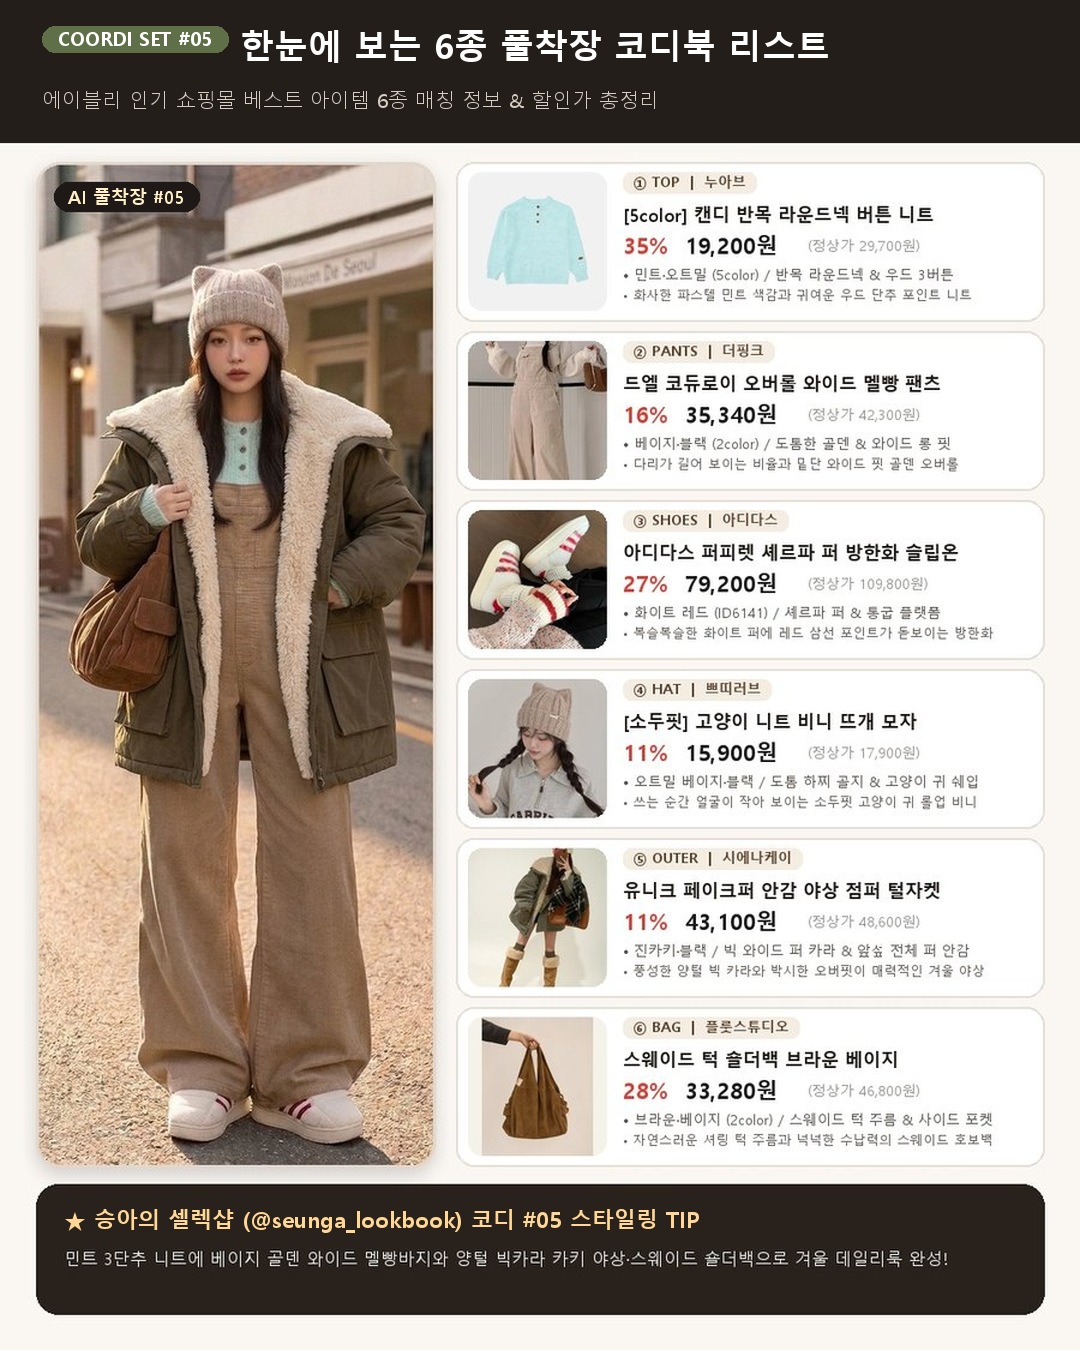 COORDI SET #05 한눈에 보는 6종 풀착장 코디북 리스트
에이블리 인기 쇼핑몰 베스트 아이템 6종 매칭 정보 & 할인가 총정리
AI 풀착장 #05
Maison De Seoul
① TOP | 누아브
[5color] 캔디 반목 라운드넥 버튼 니트
35% 19,200원 (정상가 29,700원)
• 민트·오트밀 (5color) / 반목 라운드넥 & 우드 3버튼
• 화사한 파스텔 민트 색감과 귀여운 우드 단추 포인트 니트
② PANTS | 더핑크
드엘 코듀로이 오버롤 와이드 멜빵 팬츠
16% 35,340원 (정상가 42,300원)
• 베이지·블랙 (2color) / 도톰한 골덴 & 와이드 롱 핏
• 다리가 길어 보이는 비율과 밑단 와이드 핏 골덴 오버롤
③ SHOES | 아디다스
아디다스 퍼피렛 셰르파 퍼 방한화 슬립온
27% 79,200원 (정상가 109,800원)
• 화이트 레드 (ID6141) / 셰르파 퍼 & 통굽 플랫폼
• 복슬복슬한 화이트 퍼에 레드 삼선 포인트가 돋보이는 방한화
④ HAT | 쁘띠러브
[소두핏] 고양이 니트 비니 뜨개 모자
11% 15,900원 (정상가 17,900원)
• 오트밀 베이지·블랙 / 도톰 하찌 골지 & 고양이 귀 쉐입
• 쓰는 순간 얼굴이 작아 보이는 소두핏 고양이 귀 롤업 비니
⑤ OUTER | 시에나케이
유니크 페이크퍼 안감 야상 점퍼 털자켓
11% 43,100원 (정상가 48,600원)
• 진카키·블랙 / 빅 와이드 퍼 카라 & 앞섶 전체 퍼 안감
• 풍성한 양털 빅 카라와 박시한 오버핏이 매력적인 겨울 야상
⑥ BAG | 플롯스튜디오
스웨이드 턱 숄더백 브라운 베이지
28% 33,280원 (정상가 46,800원)
• 브라운·베이지 (2color) / 스웨이드 턱 주름 & 사이드 포켓
• 자연스러운 셔링 턱 주름과 넉넉한 수납력의 스웨이드 호보백
★ 승아의 셀렉샵 (@seunga_lookbook) 코디 #05 스타일링 TIP
민트 3단추 니트에 베이지 골덴 와이드 멜빵바지와 양털 빅카라 카키 야상·스웨이드 숄더백으로 겨울 데일리룩 완성!